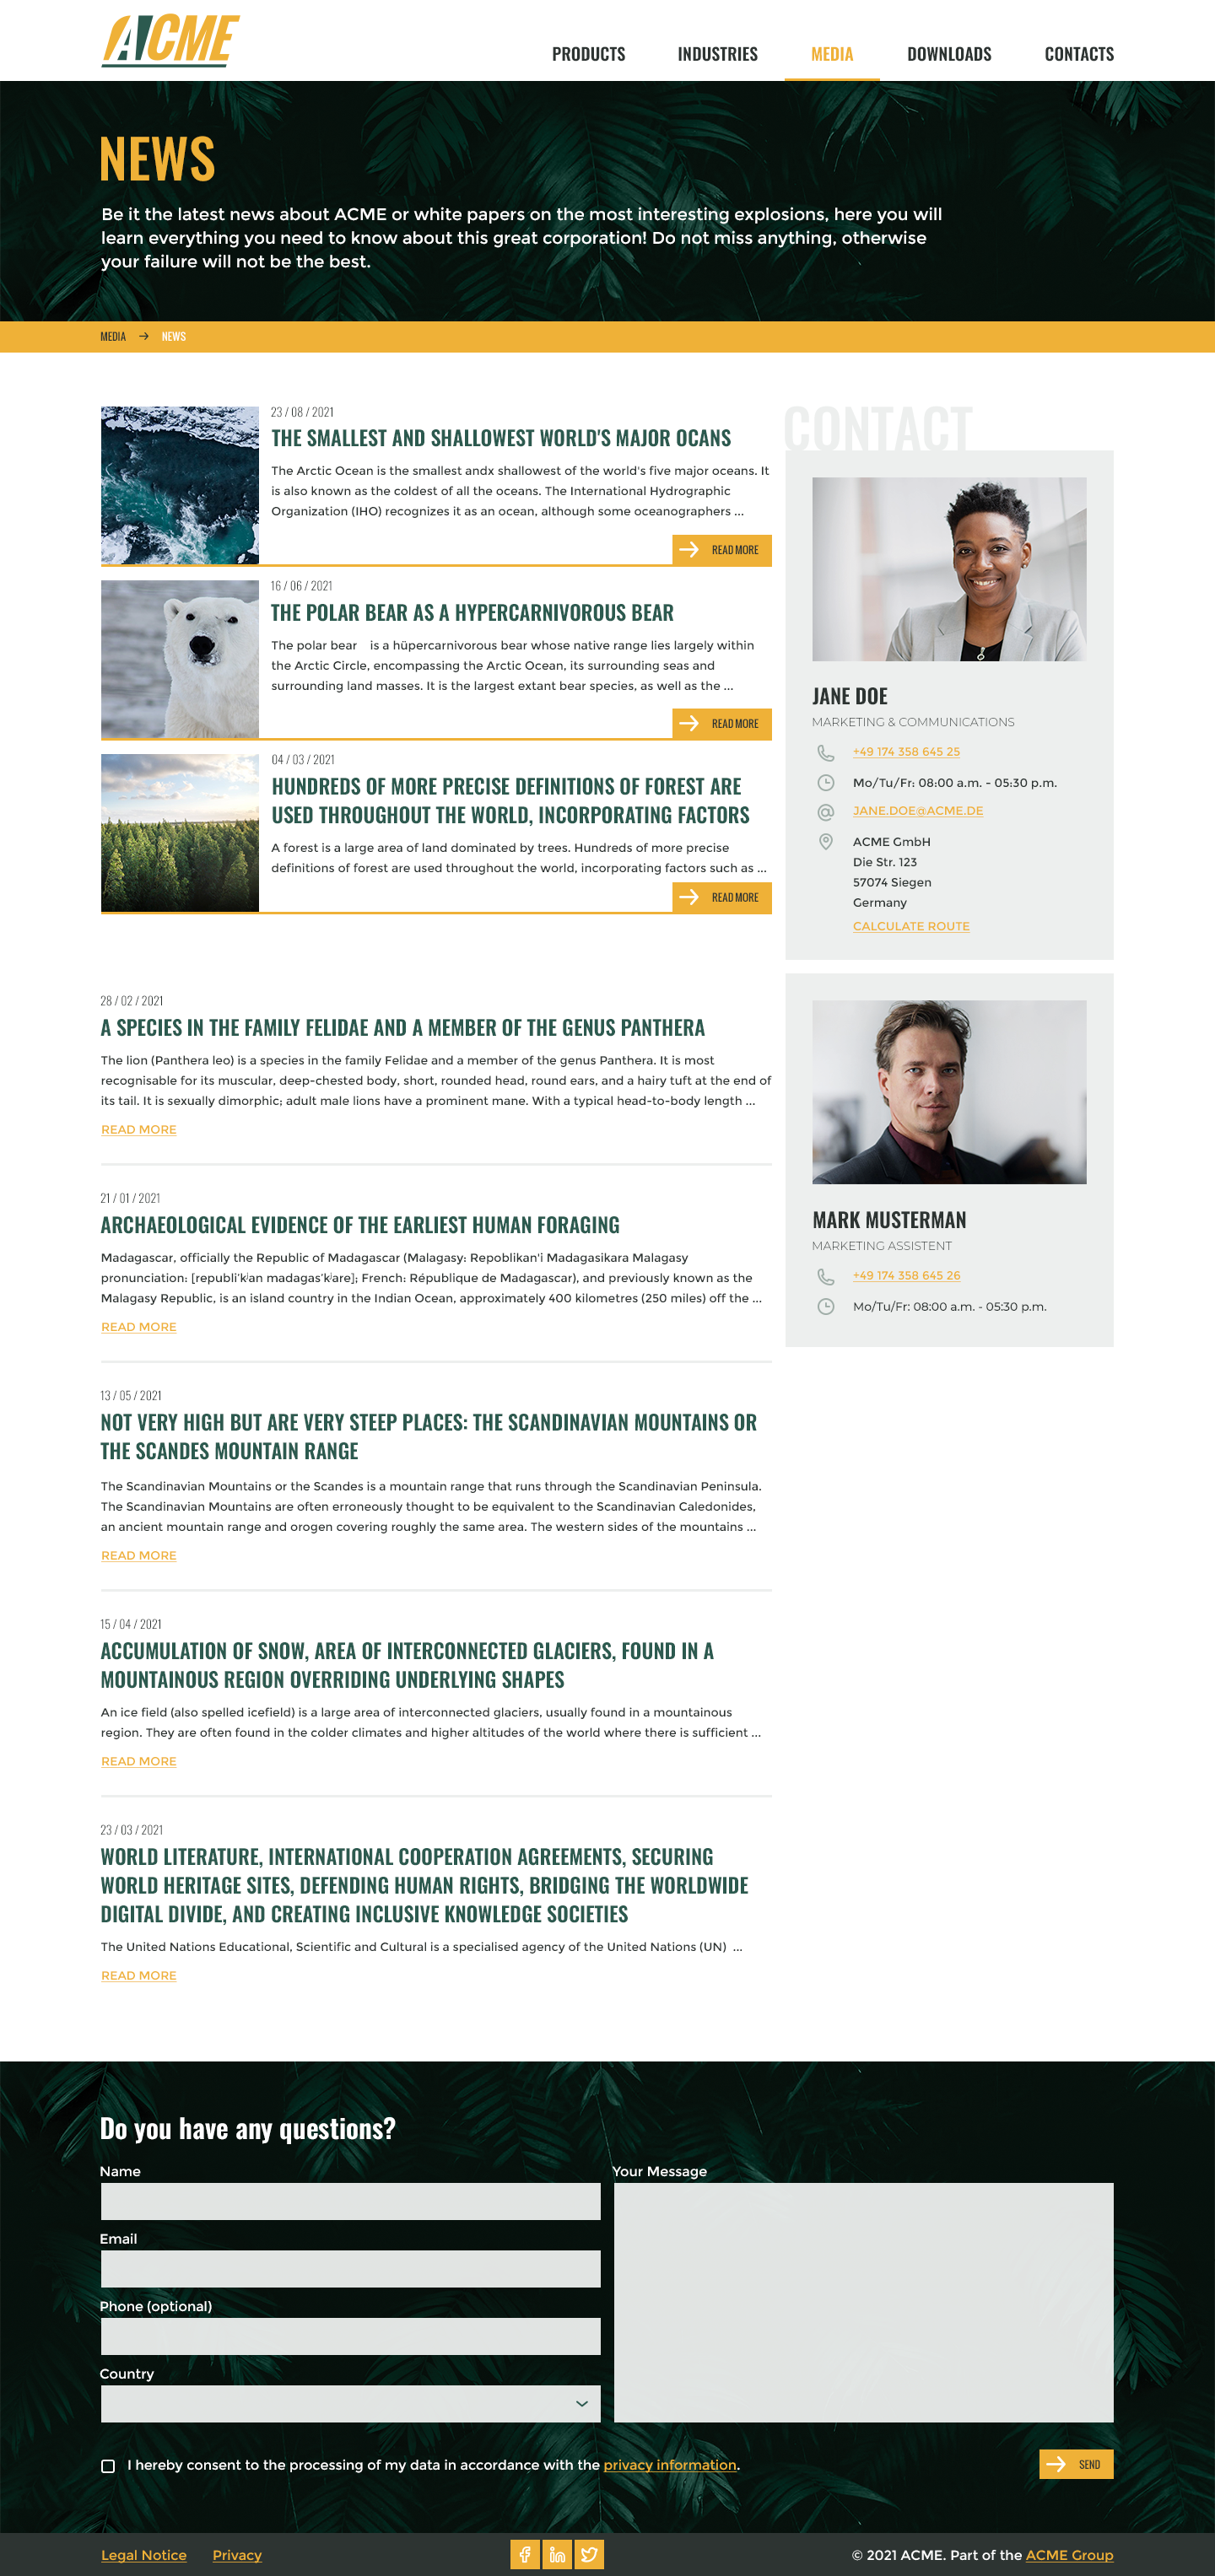 ACME
PRODUCTS
INDUSTRIES
MEDIA
DOWNLOADS
CONTACTS
NEWS
Be it the latest news about ACME or white papers on the most interesting explosions, here you will
learn everything you need to know about this great corporation! Do not miss anything, otherwise
your failure will not be the best.
MEDIA → NEWS
23 / 08 / 2021
THE SMALLEST AND SHALLOWEST WORLD'S MAJOR OCANS
The Arctic Ocean is the smallest andx shallowest of the world's five major oceans. It
is also known as the coldest of all the oceans. The International Hydrographic
Organization (IHO) recognizes it as an ocean, although some oceanographers ...
READ MORE
16 / 06 / 2021
THE POLAR BEAR AS A HYPERCARNIVOROUS BEAR
The polar bear is a hüpercarnivorous bear whose native range lies largely within
the Arctic Circle, encompassing the Arctic Ocean, its surrounding seas and
surrounding land masses. It is the largest extant bear species, as well as the ...
READ MORE
04 / 03 / 2021
HUNDREDS OF MORE PRECISE DEFINITIONS OF FOREST ARE
USED THROUGHOUT THE WORLD, INCORPORATING FACTORS
A forest is a large area of land dominated by trees. Hundreds of more precise
definitions of forest are used throughout the world, incorporating factors such as ...
READ MORE
28 / 02 / 2021
A SPECIES IN THE FAMILY FELIDAE AND A MEMBER OF THE GENUS PANTHERA
The lion (Panthera leo) is a species in the family Felidae and a member of the genus Panthera. It is most
recognisable for its muscular, deep-chested body, short, rounded head, round ears, and a hairy tuft at the end of
its tail. It is sexually dimorphic; adult male lions have a prominent mane. With a typical head-to-body length ...
READ MORE
21 / 01 / 2021
ARCHAEOLOGICAL EVIDENCE OF THE EARLIEST HUMAN FORAGING
Madagascar, officially the Republic of Madagascar (Malagasy: Repoblikan'i Madagasikara Malagasy
pronunciation: [republiˈkʲan madagasˈkʲare]; French: République de Madagascar), and previously known as the
Malagasy Republic, is an island country in the Indian Ocean, approximately 400 kilometres (250 miles) off the ...
READ MORE
13 / 05 / 2021
NOT VERY HIGH BUT ARE VERY STEEP PLACES: THE SCANDINAVIAN MOUNTAINS OR
THE SCANDES MOUNTAIN RANGE
The Scandinavian Mountains or the Scandes is a mountain range that runs through the Scandinavian Peninsula.
The Scandinavian Mountains are often erroneously thought to be equivalent to the Scandinavian Caledonides,
an ancient mountain range and orogen covering roughly the same area. The western sides of the mountains ...
READ MORE
15 / 04 / 2021
ACCUMULATION OF SNOW, AREA OF INTERCONNECTED GLACIERS, FOUND IN A
MOUNTAINOUS REGION OVERRIDING UNDERLYING SHAPES
An ice field (also spelled icefield) is a large area of interconnected glaciers, usually found in a mountainous
region. They are often found in the colder climates and higher altitudes of the world where there is sufficient ...
READ MORE
23 / 03 / 2021
WORLD LITERATURE, INTERNATIONAL COOPERATION AGREEMENTS, SECURING
WORLD HERITAGE SITES, DEFENDING HUMAN RIGHTS, BRIDGING THE WORLDWIDE
DIGITAL DIVIDE, AND CREATING INCLUSIVE KNOWLEDGE SOCIETIES
The United Nations Educational, Scientific and Cultural is a specialised agency of the United Nations (UN) ...
READ MORE
CONTACT
JANE DOE
MARKETING & COMMUNICATIONS
+49 174 358 645 25
Mo/Tu/Fr: 08:00 a.m. - 05:30 p.m.
JANE.DOE@ACME.DE
ACME GmbH
Die Str. 123
57074 Siegen
Germany
CALCULATE ROUTE
MARK MUSTERMAN
MARKETING ASSISTENT
+49 174 358 645 26
Mo/Tu/Fr: 08:00 a.m. - 05:30 p.m.
Do you have any questions?
Name
Email
Phone (optional)
Country
Your Message
I hereby consent to the processing of my data in accordance with the privacy information.
SEND
Legal Notice
Privacy
© 2021 ACME. Part of the ACME Group